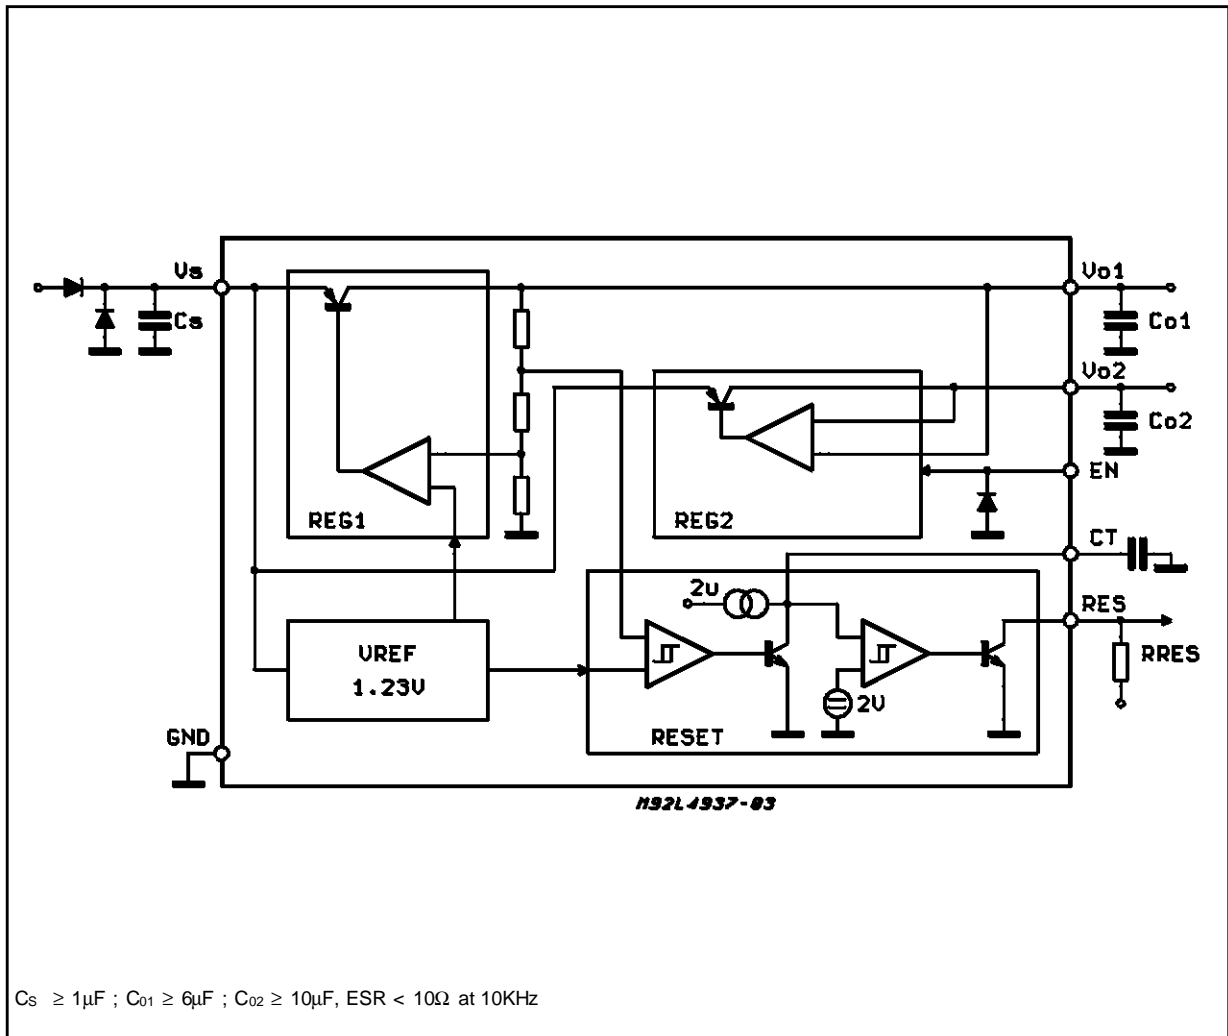 Vs
Cs
Vo1
Co1
Vo2
Co2
REG1
REG2
EN
CT
2u
RES
VREF
1.23V
2V
RRES
GND
RESET
M92L4937-03
Cs ≥ 1µF ; C01 ≥ 6µF ; C02 ≥ 10µF, ESR < 10Ω at 10KHz